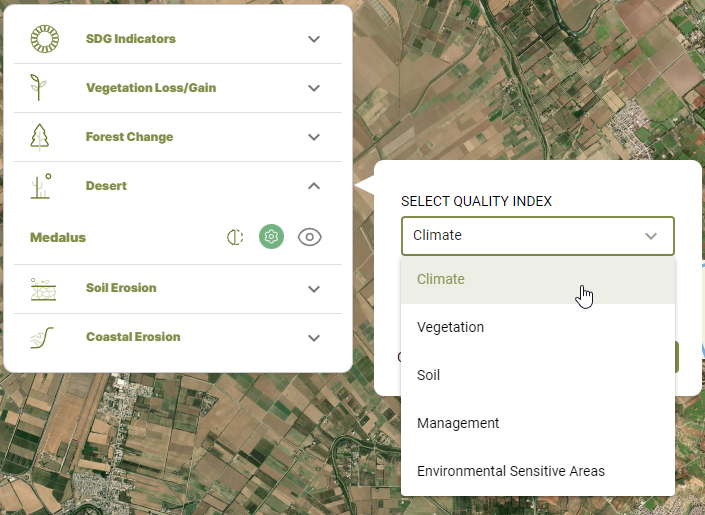 SDG Indicators
Vegetation Loss/Gain
Forest Change
Desert
Medalus
Soil Erosion
Coastal Erosion
SELECT QUALITY INDEX
Climate
Climate
Vegetation
Soil
Management
Environmental Sensitive Areas